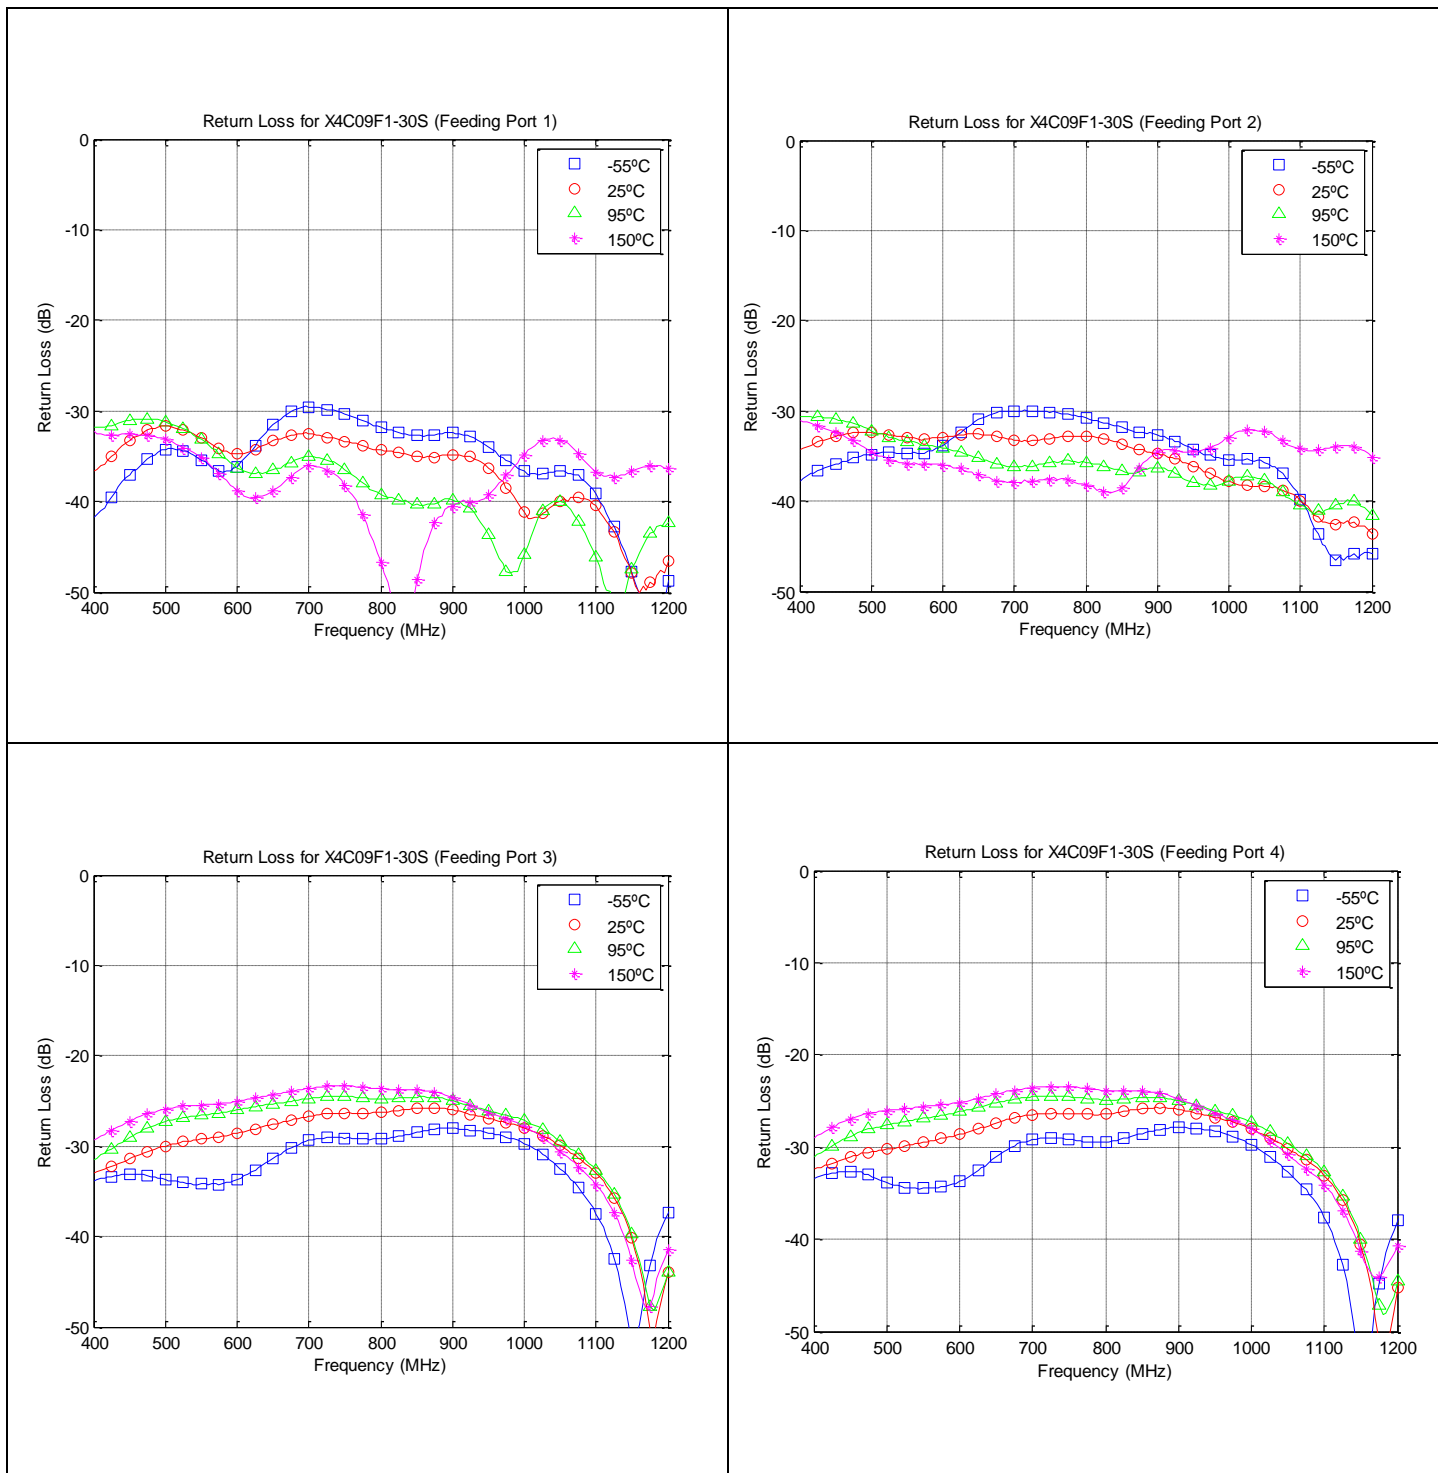 Return Loss for X4C09F1-30S (Feeding Port 1)
0
-10
-20
-30
-40
-50
Return Loss (dB)
400 500 600 700 800 900 1000 1100 1200
Frequency (MHz)
-55ºC
25ºC
95ºC
150ºC
Return Loss for X4C09F1-30S (Feeding Port 2)
0
-10
-20
-30
-40
-50
Return Loss (dB)
400 500 600 700 800 900 1000 1100 1200
Frequency (MHz)
-55ºC
25ºC
95ºC
150ºC
Return Loss for X4C09F1-30S (Feeding Port 3)
0
-10
-20
-30
-40
-50
Return Loss (dB)
400 500 600 700 800 900 1000 1100 1200
Frequency (MHz)
-55ºC
25ºC
95ºC
150ºC
Return Loss for X4C09F1-30S (Feeding Port 4)
0
-10
-20
-30
-40
-50
Return Loss (dB)
400 500 600 700 800 900 1000 1100 1200
Frequency (MHz)
-55ºC
25ºC
95ºC
150ºC